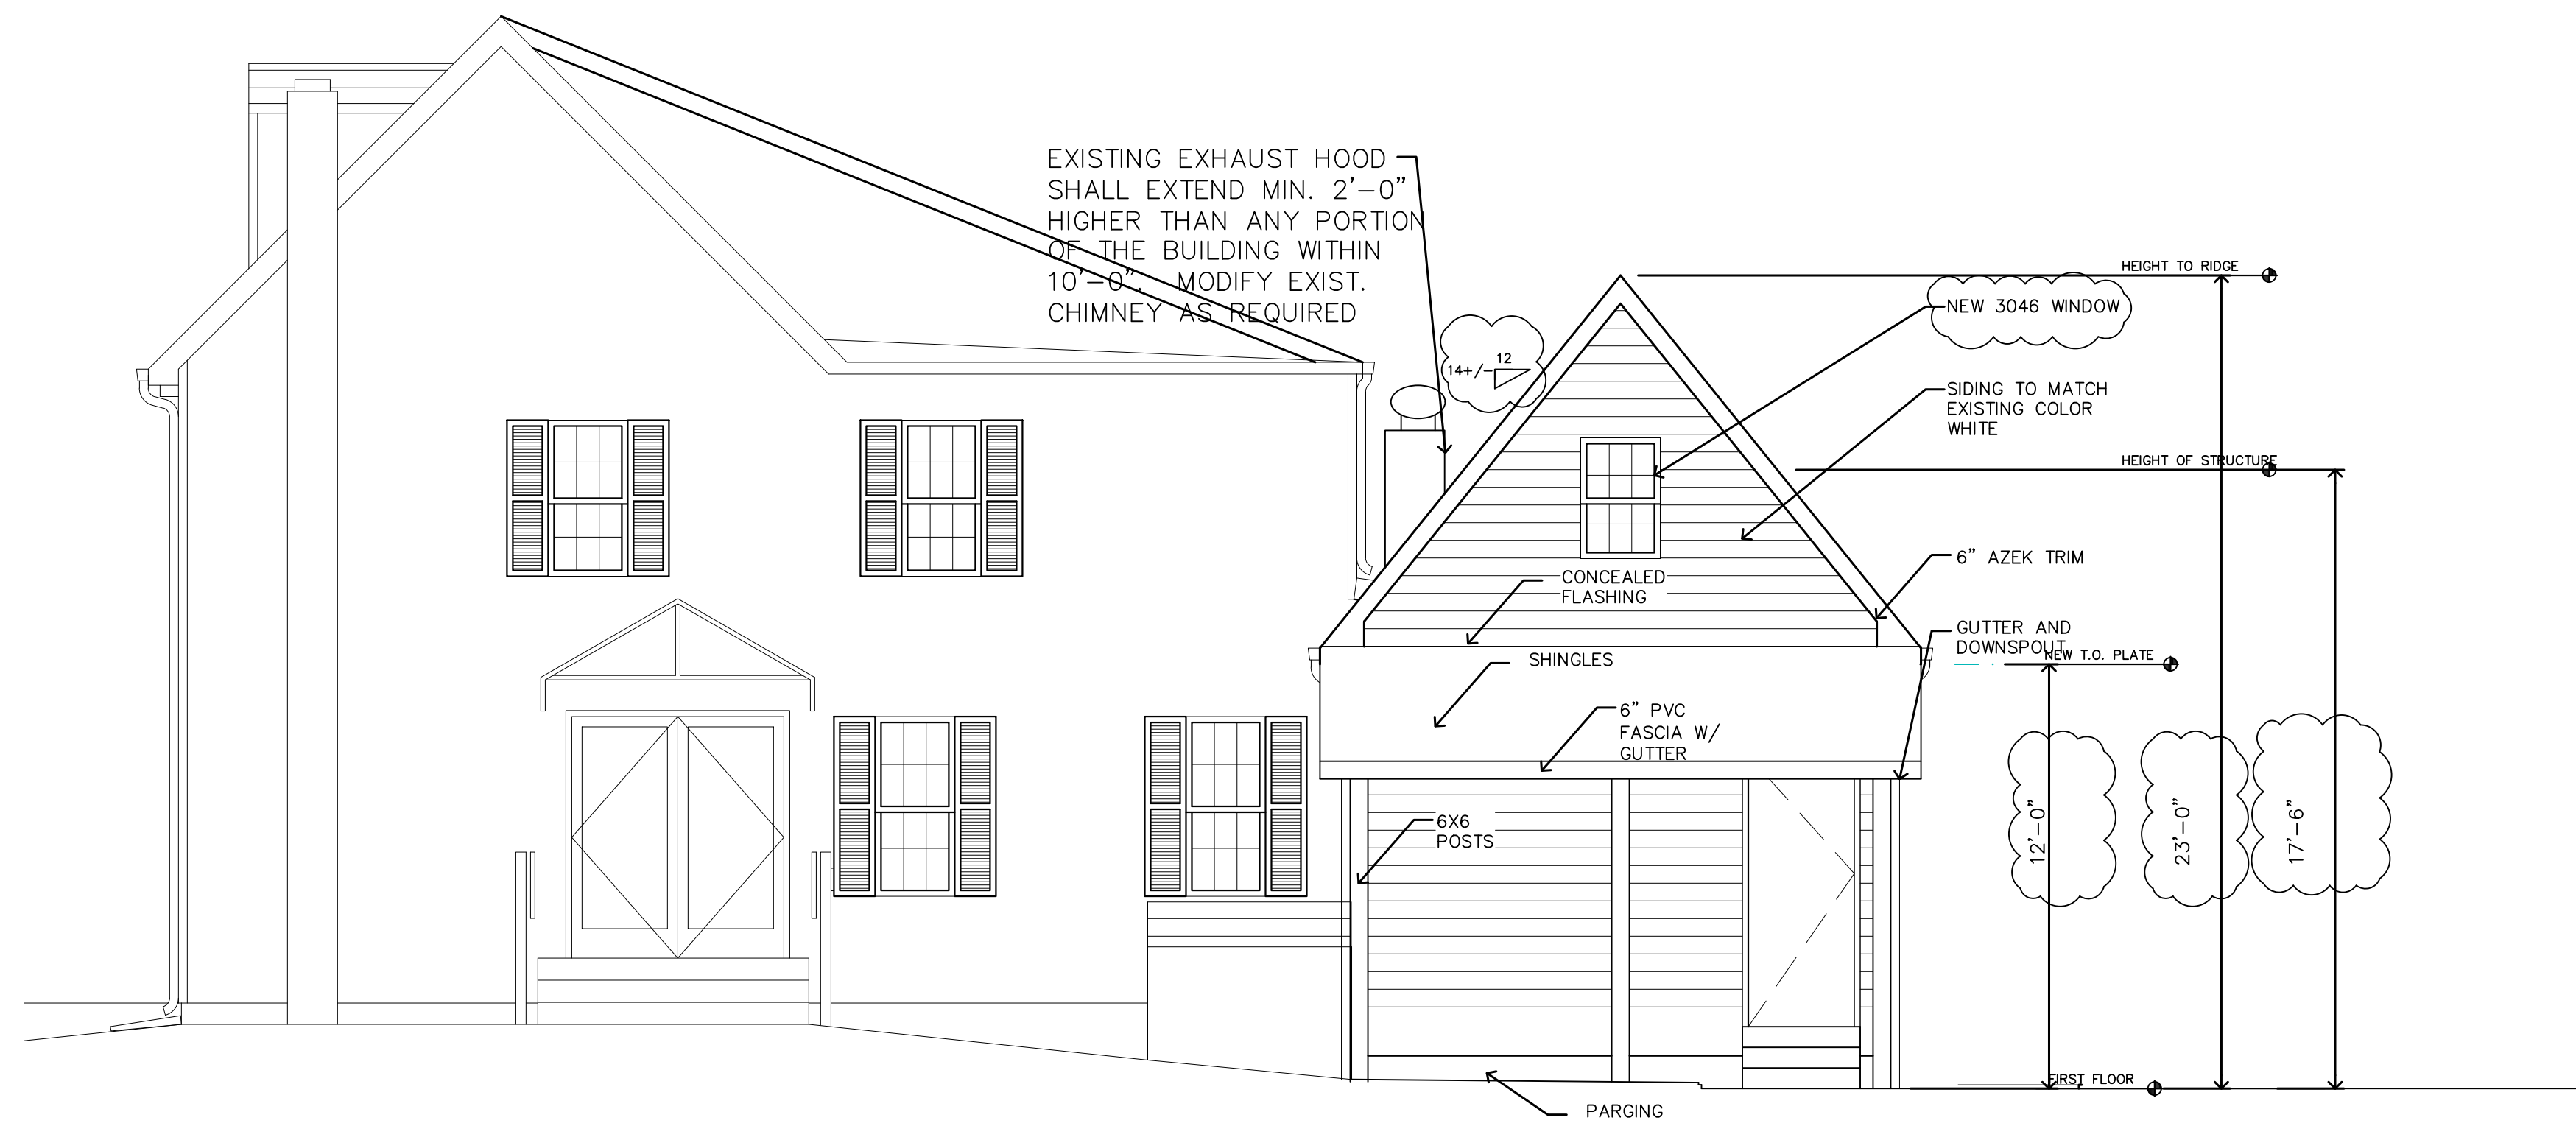 EXISTING EXHAUST HOOD
SHALL EXTEND MIN. 2'-0"
HIGHER THAN ANY PORTION
OF THE BUILDING WITHIN
10'-0". MODIFY EXIST.
CHIMNEY AS REQUIRED
12
14+/-
HEIGHT TO RIDGE
NEW 3046 WINDOW
SIDING TO MATCH
EXISTING COLOR
WHITE
HEIGHT OF STRUCTURE
6" AZEK TRIM
CONCEALED
FLASHING
GUTTER AND
DOWNSPOUT
NEW T.O. PLATE
SHINGLES
6" PVC
FASCIA W/
GUTTER
6X6
POSTS
12'-0"
23'-0"
17'-6"
FIRST FLOOR
PARGING